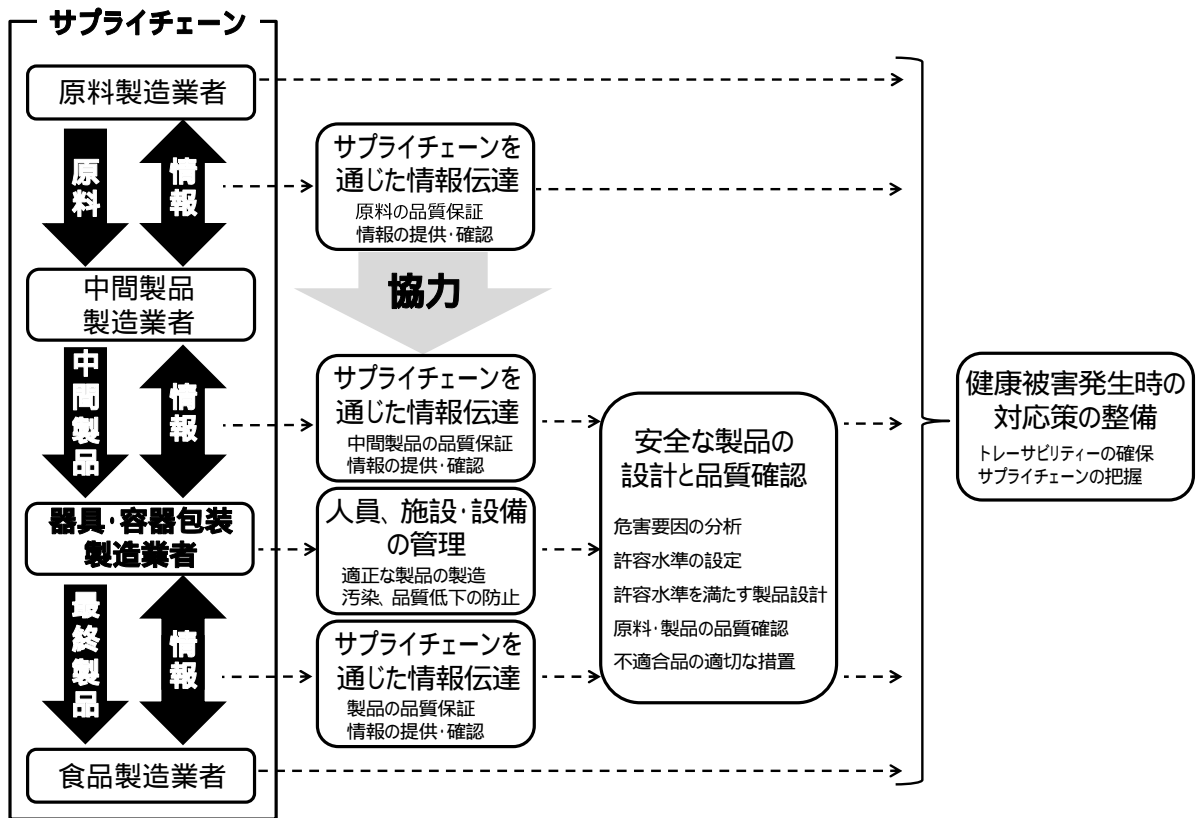 サプライチェーン
原料製造業者
原料
情報
サプライチェーンを
通じた情報伝達
原料の品質保証
情報の提供・確認
協力
中間製品
製造業者
中間製品
情報
サプライチェーンを
通じた情報伝達
中間製品の品質保証
情報の提供・確認
器具・容器包装
製造業者
人員、施設・設備
の管理
適正な製品の製造
汚染、品質低下の防止
最終製品
情報
サプライチェーンを
通じた情報伝達
製品の品質保証
情報の提供・確認
食品製造業者
安全な製品の
設計と品質確認
危害要因の分析
許容水準の設定
許容水準を満たす製品設計
原料・製品の品質確認
不適合品の適切な措置
健康被害発生時の
対応策の整備
トレーサビリティーの確保
サプライチェーンの把握